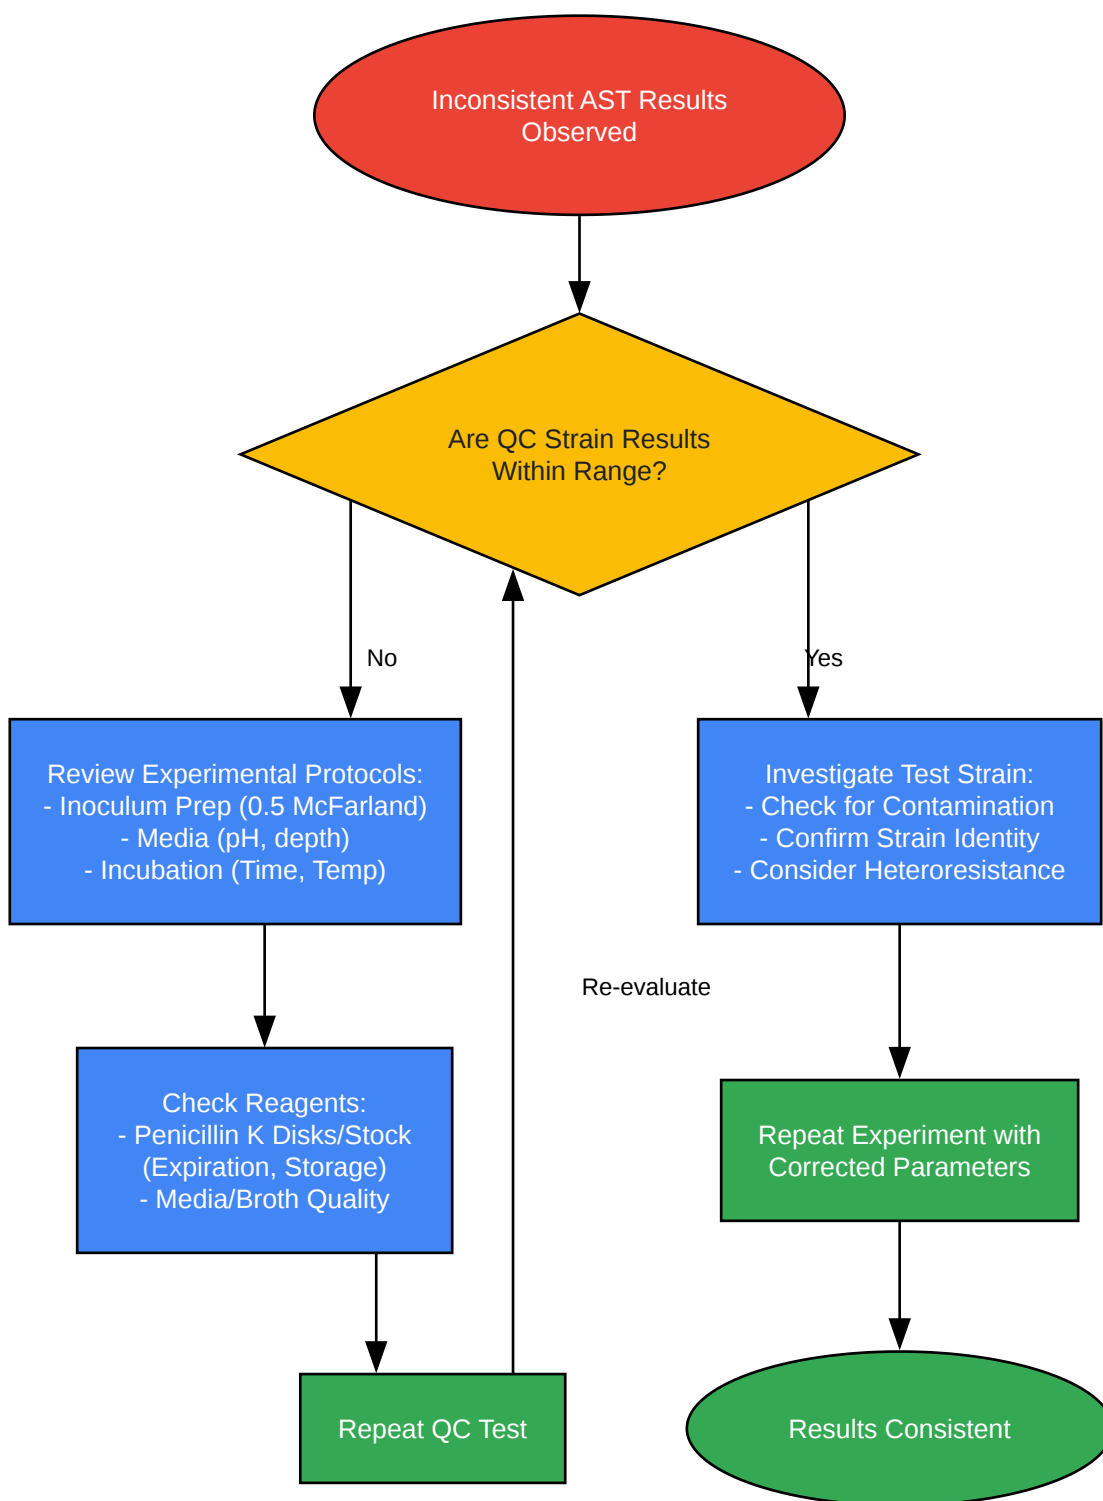 Inconsistent AST Results
Observed
Are QC Strain Results
Within Range?
No
Yes
Review Experimental Protocols:
- Inoculum Prep (0.5 McFarland)
- Media (pH, depth)
- Incubation (Time, Temp)
Investigate Test Strain:
- Check for Contamination
- Confirm Strain Identity
- Consider Heteroresistance
Re-evaluate
Check Reagents:
- Penicillin K Disks/Stock
(Expiration, Storage)
- Media/Broth Quality
Repeat Experiment with
Corrected Parameters
Repeat QC Test
Results Consistent